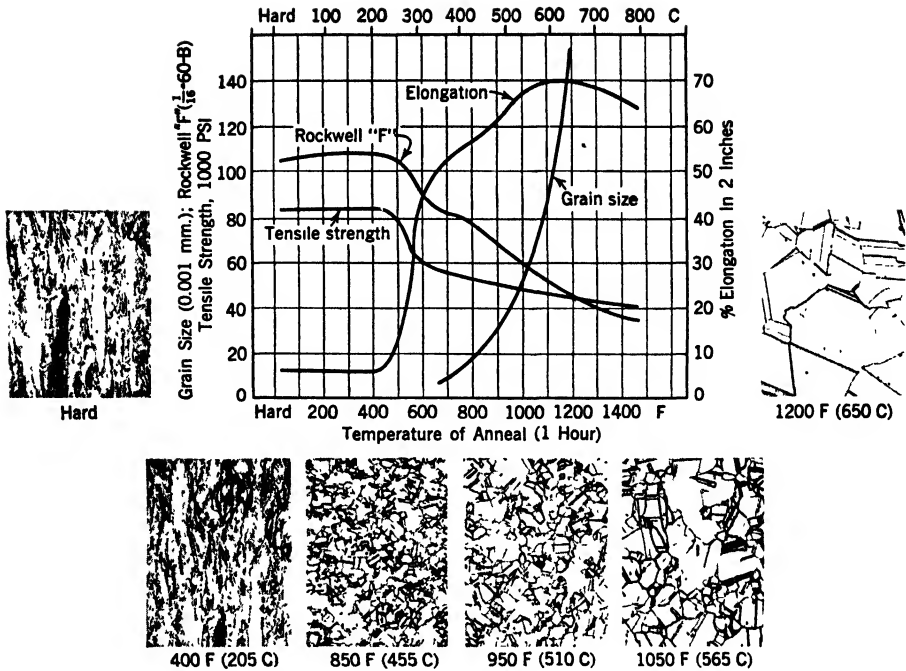 Hard 100 200 300 400 500 600 700 800 C
Grain Size (0.001 mm.); Rockwell "F" (1/16-60-B)
Tensile Strength, 1000 PSI
140
120
100
80
60
40
20
0
Elongation
Rockwell "F"
Tensile strength
Grain size
70
60
50
40
30
20
10
0
% Elongation In 2 Inches
Hard 200 400 600 800 1000 1200 1400 F
Temperature of Anneal (1 Hour)
Hard
1200 F (650 C)
400 F (205 C) 850 F (455 C) 950 F (510 C) 1050 F (565 C)